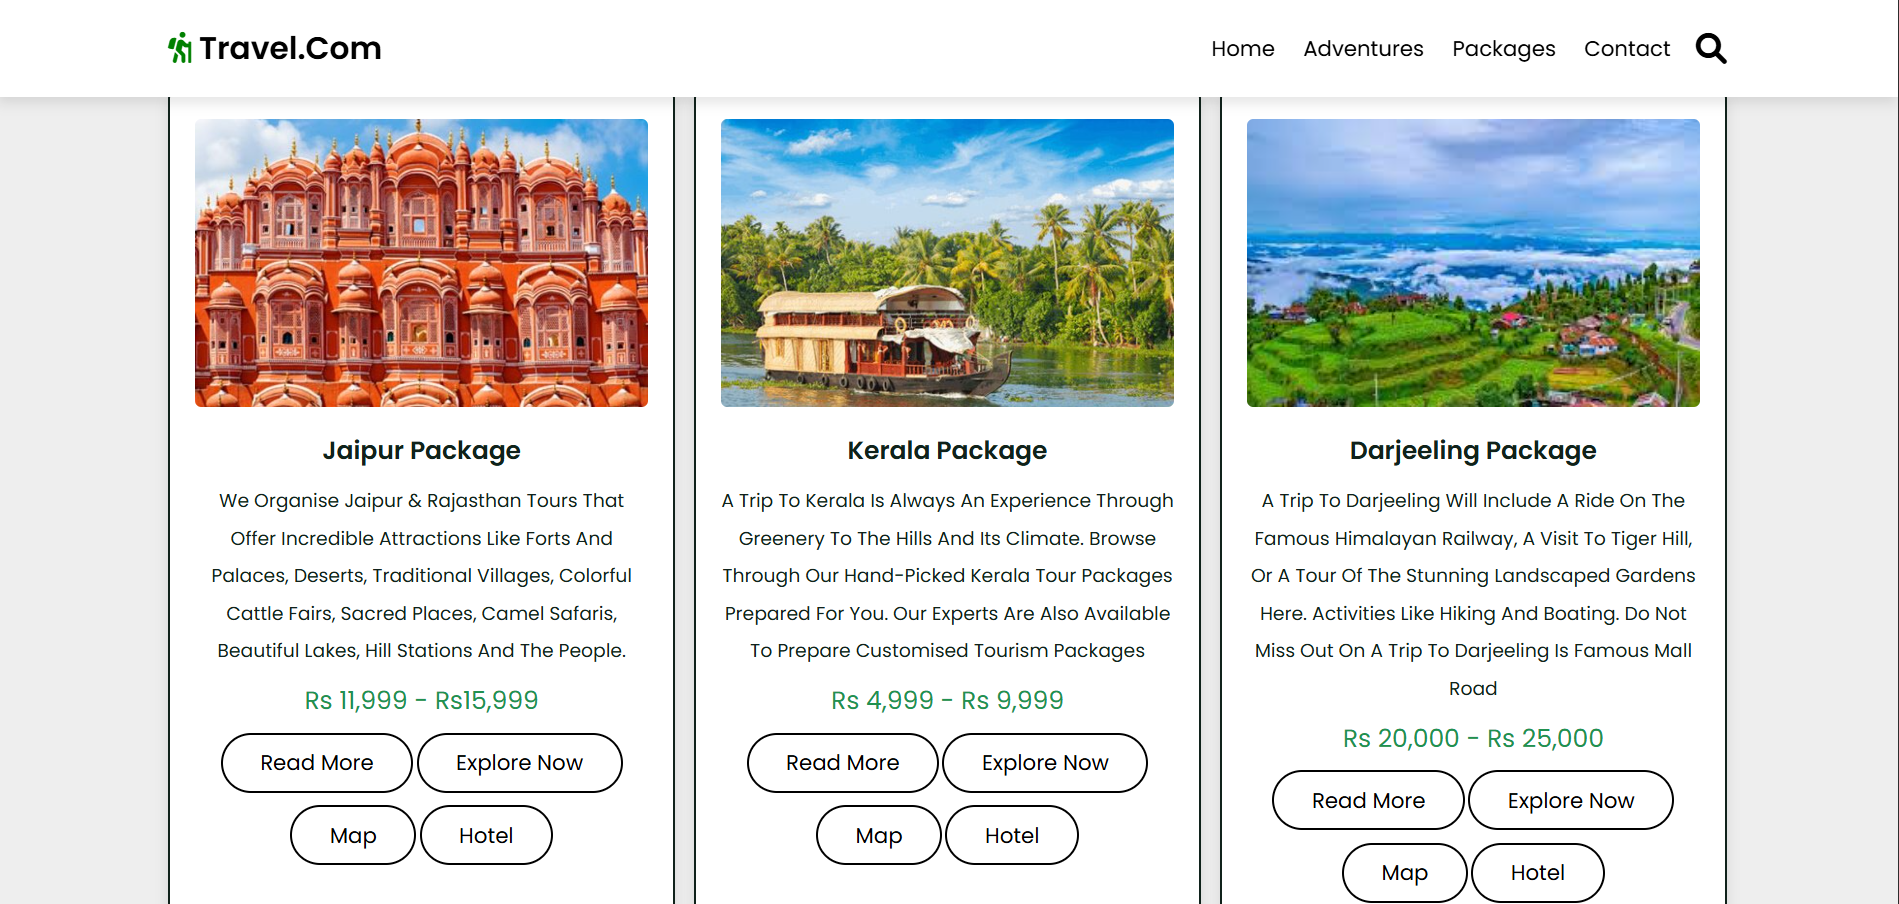 Travel.Com
Home Adventures Packages Contact
Jaipur Package
We Organise Jaipur & Rajasthan Tours That
Offer Incredible Attractions Like Forts And
Palaces, Deserts, Traditional Villages, Colorful
Cattle Fairs, Sacred Places, Camel Safaris,
Beautiful Lakes, Hill Stations And The People.
Rs 11,999 - Rs15,999
Read More Explore Now
Map Hotel
Kerala Package
A Trip To Kerala Is Always An Experience Through
Greenery To The Hills And Its Climate. Browse
Through Our Hand-Picked Kerala Tour Packages
Prepared For You. Our Experts Are Also Available
To Prepare Customised Tourism Packages
Rs 4,999 - Rs 9,999
Read More Explore Now
Map Hotel
Darjeeling Package
A Trip To Darjeeling Will Include A Ride On The
Famous Himalayan Railway, A Visit To Tiger Hill,
Or A Tour Of The Stunning Landscaped Gardens
Here. Activities Like Hiking And Boating. Do Not
Miss Out On A Trip To Darjeeling Is Famous Mall
Road
Rs 20,000 - Rs 25,000
Read More Explore Now
Map Hotel